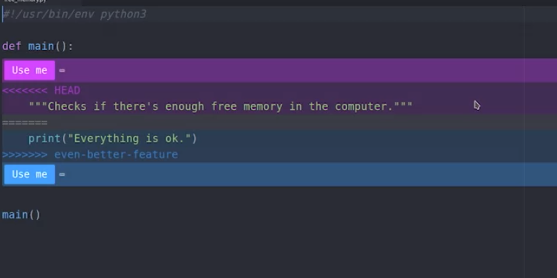 #!/usr/bin/env python3
def main():
Use me =
<<<<<<< HEAD
"""Checks if there's enough free memory in the computer."""
=======
print("Everything is ok.")
>>>>>>> even-better-feature
Use me =
main()